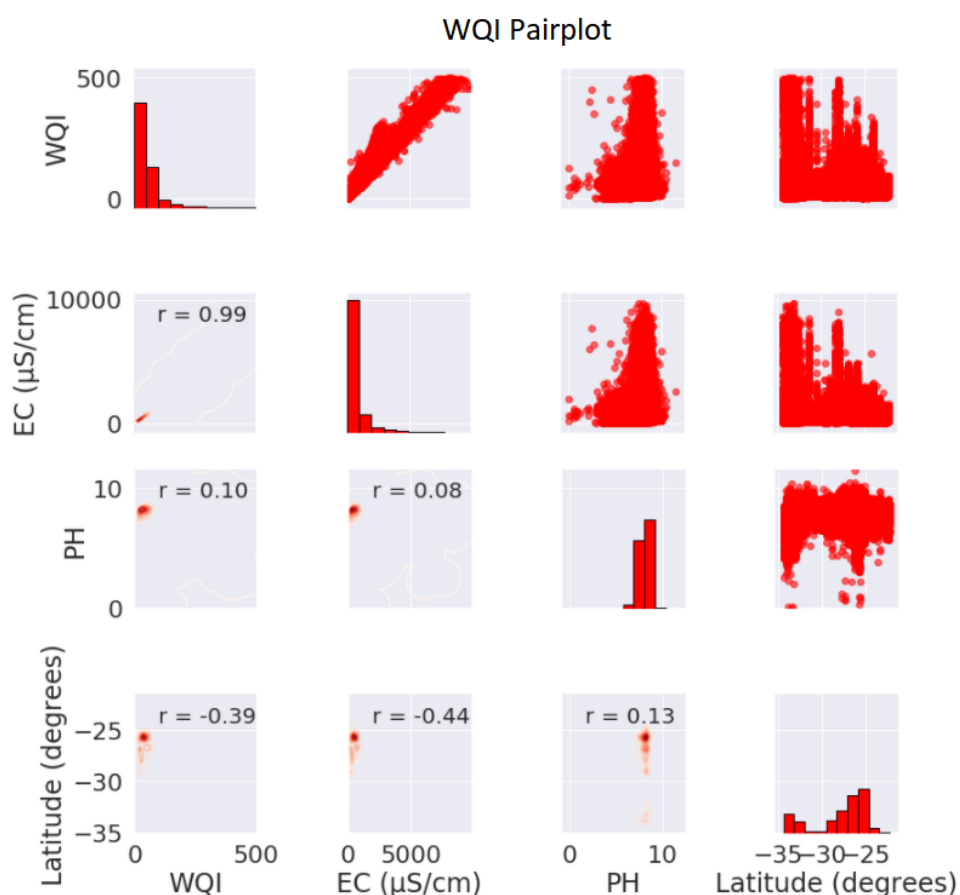 WQI Pairplot
500
0
WQI
10000
0
EC (µS/cm)
r = 0.99
10
0
PH
r = 0.10
r = 0.08
−25
−30
−35
Latitude (degrees)
r = -0.39
r = -0.44
r = 0.13
0 500
0 5000
0 10
−35 −30 −25
WQI
EC (µS/cm)
PH
Latitude (degrees)